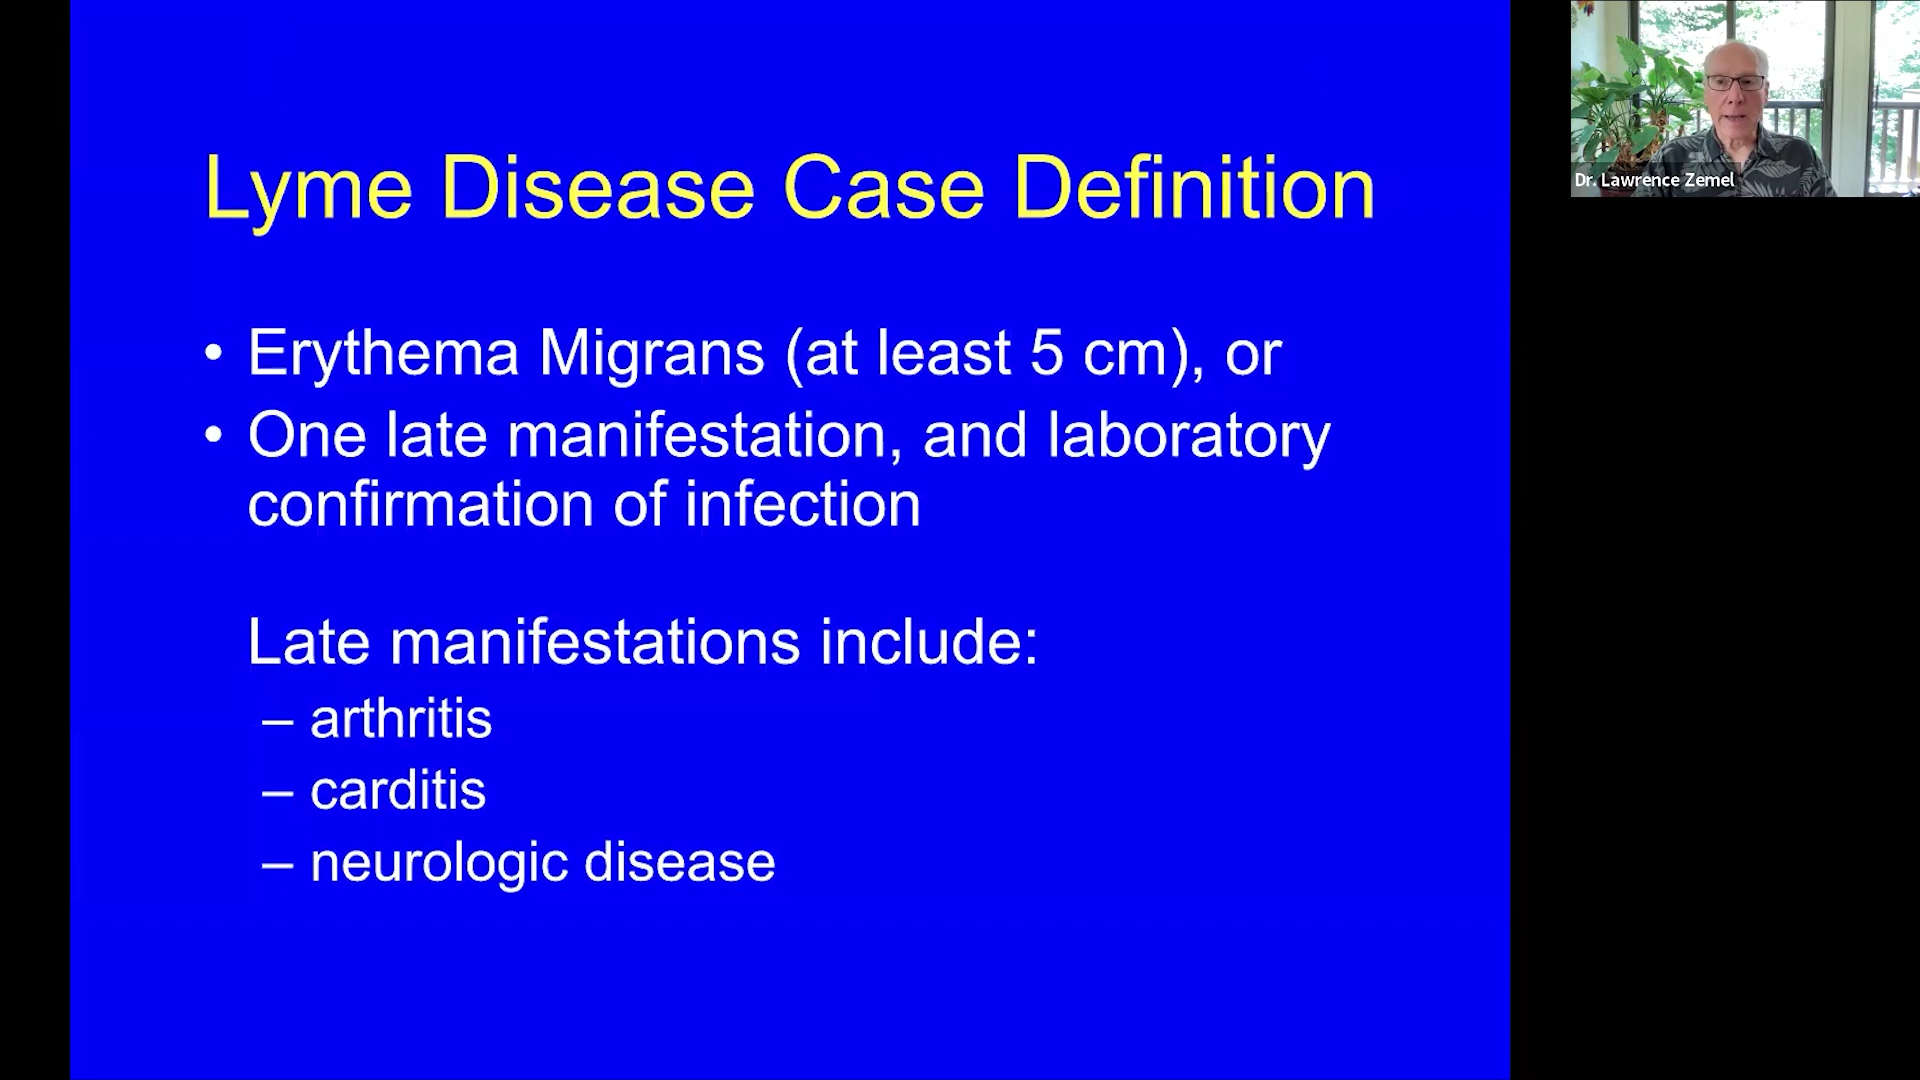 Lyme Disease Case Definition
• Erythema Migrans (at least 5 cm), or
• One late manifestation, and laboratory
confirmation of infection
Late manifestations include:
– arthritis
– carditis
– neurologic disease
Dr. Lawrence Zemel